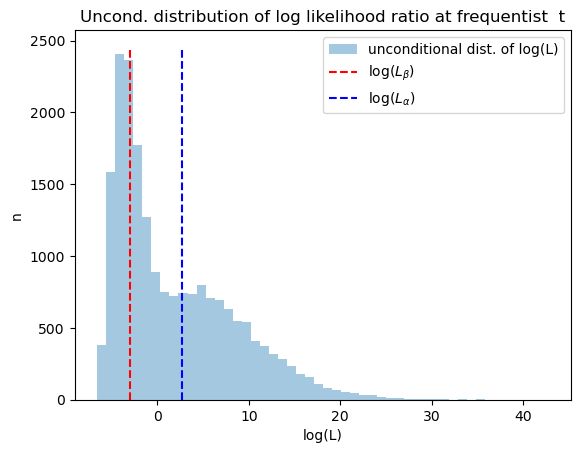 Uncond. distribution of log likelihood ratio at frequentist  t
unconditional dist. of log(L)
log(L_β)
log(L_α)
n
2500
2000
1500
1000
500
0
0 10 20 30 40
log(L)